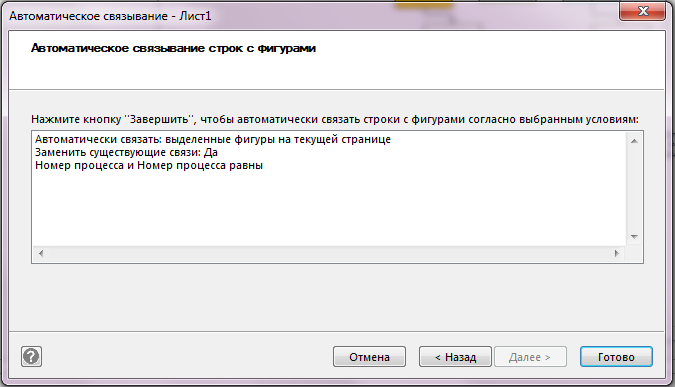 Автоматическое связывание - Лист1
Автоматическое связывание строк с фигурами
Нажмите кнопку "Завершить", чтобы автоматически связать строки с фигурами согласно выбранным условиям:
Автоматически связать: выделенные фигуры на текущей странице
Заменить существующие связи: Да
Номер процесса и Номер процесса равны
? Отмена < Назад Далее > Готово